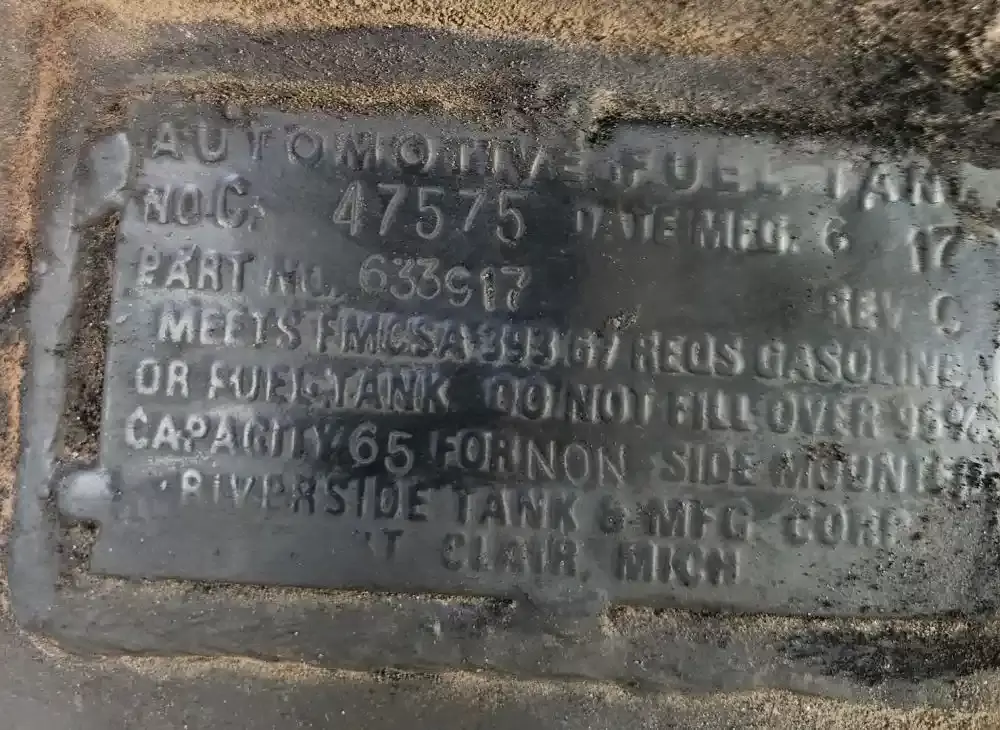 AUTOMOTIVE FUEL TANK
NO.C. 47575 DATE MFG. 6 17
PART NO. 633917
REV C
MEETS FMCSA 393.67 REQS GASOLINE
OR FUEL TANK DO NOT FILL OVER 95%
CAPACITY 65 FOR NON SIDE MOUNTED
RIVERSIDE TANK & MFG. CORP
ST CLAIR, MICH